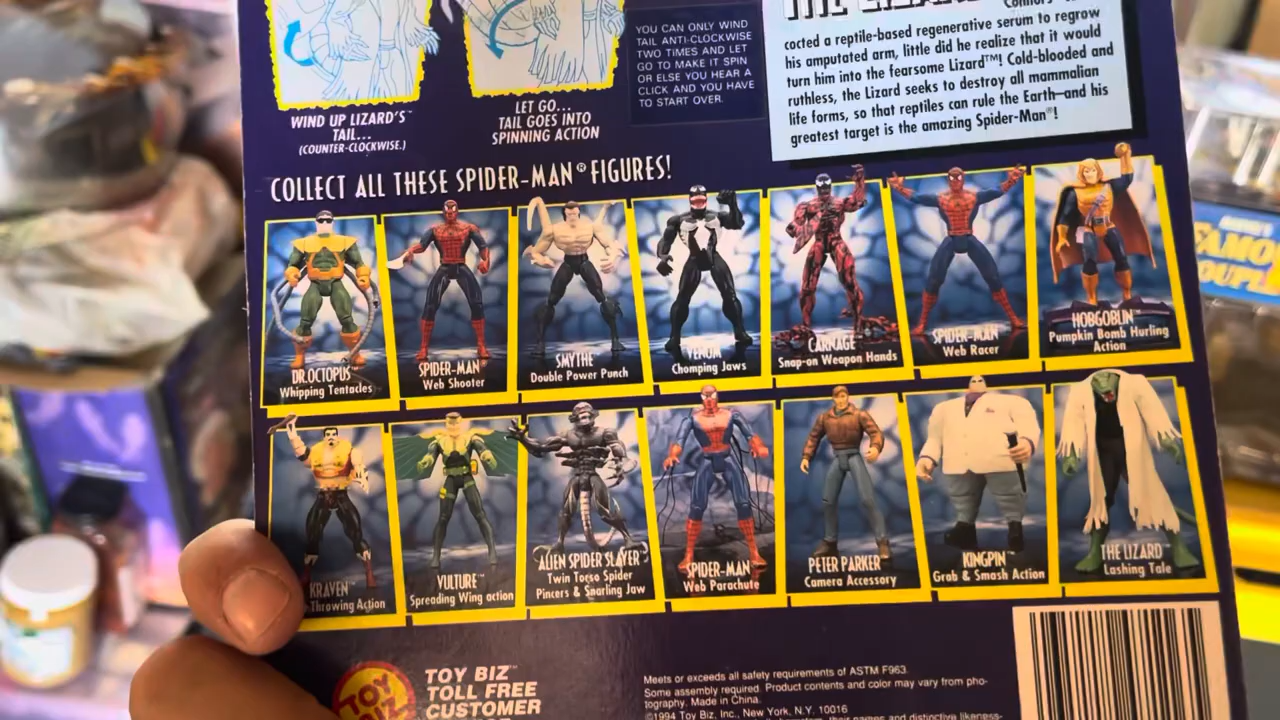 WIND UP LIZARD'S™
TAIL...
(COUNTER-CLOCKWISE.)
LET GO...
TAIL GOES INTO
SPINNING ACTION
YOU CAN ONLY WIND
TAIL ANTI-CLOCKWISE
TWO TIMES AND LET
GO TO MAKE IT SPIN
OR ELSE YOU HEAR A
CLICK AND YOU HAVE
TO START OVER.
THE LIZARD
Connors
cocted a reptile-based regenerative serum to regrow
his amputated arm, little did he realize that it would
turn him into the fearsome Lizard™! Cold-blooded and
ruthless, the Lizard seeks to destroy all mammalian
life forms, so that reptiles can rule the Earth—and his
greatest target is the amazing Spider-Man®!
COLLECT ALL THESE SPIDER-MAN® FIGURES!
DR. OCTOPUS™
Whipping Tentacles
SPIDER-MAN®
Web Shooter
SMYTHE™
Double Power Punch
VENOM™
Chomping Jaws
CARNAGE™
Snap-on Weapon Hands
SPIDER-MAN®
Web Racer
HOBGOBLIN™
Pumpkin Bomb Hurling
Action
KRAVEN™
Throwing Action
VULTURE™
Spreading Wing action
ALIEN SPIDER SLAYER™
Twin Torso Spider
Pincers & Snarling Jaw
SPIDER-MAN®
Web Parachute
PETER PARKER™
Camera Accessory
KINGPIN™
Grab & Smash Action
THE LIZARD™
Lashing Tale
TOY
BIZ
TOY BIZ™
TOLL FREE
CUSTOMER
Meets or exceeds all safety requirements of ASTM F963.
Some assembly required. Product contents and color may vary from pho-
tography. Made in China.
©1994 Toy Biz, Inc., New York, N.Y. 10016
FAMOU
COUPLE